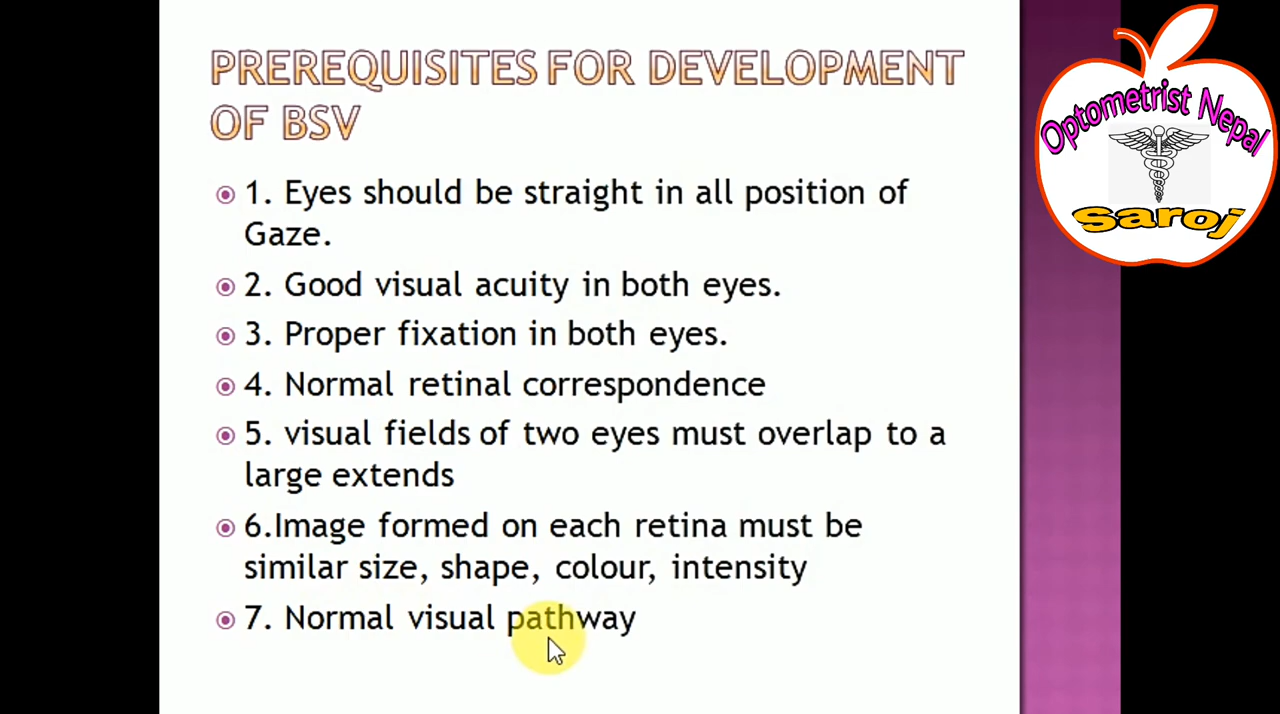 PREREQUISITES FOR DEVELOPMENT
OF BSV
1. Eyes should be straight in all position of
Gaze.
2. Good visual acuity in both eyes.
3. Proper fixation in both eyes.
4. Normal retinal correspondence
5. visual fields of two eyes must overlap to a
large extends
6.Image formed on each retina must be
similar size, shape, colour, intensity
7. Normal visual pathway
Optometrist Nepal
Saroj